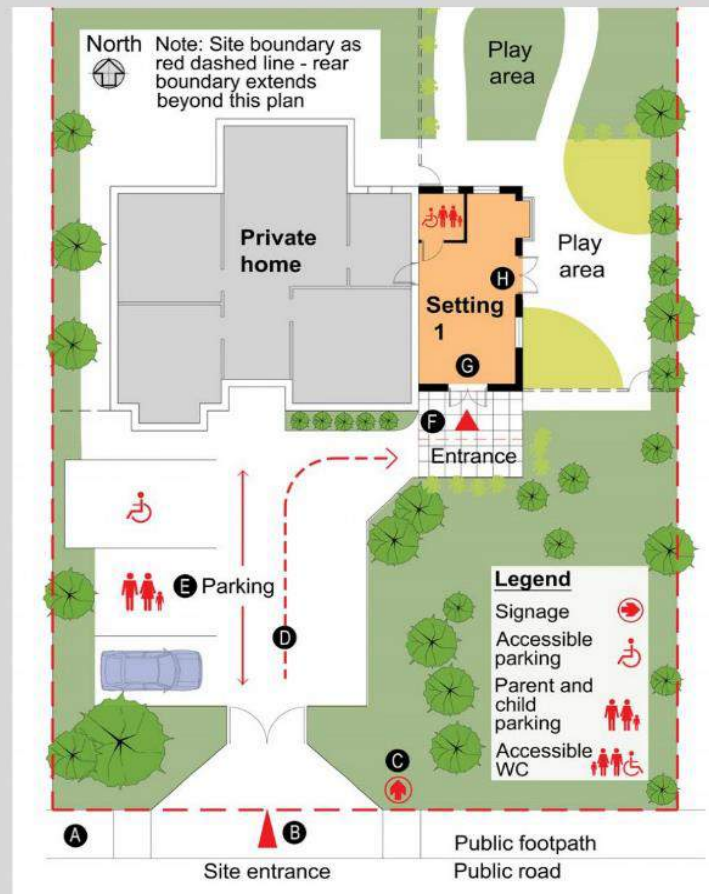 North
Note: Site boundary as
red dashed line - rear
boundary extends
beyond this plan
Play
area
Private
home
Play
area
H
Setting
1
G
F
Entrance
E
Parking
D
Legend
Signage
Accessible
parking
Parent and
child
parking
Accessible
WC
C
A
B
Public footpath
Site entrance
Public road